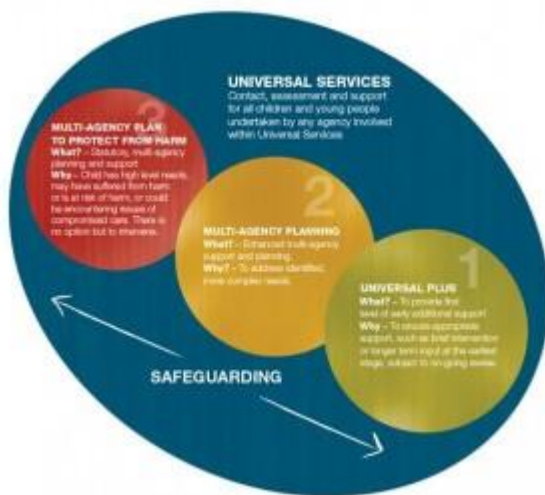 UNIVERSAL SERVICES
Contact, assessment and support
for all children and young people
undertaken by any agency involved
within Universal Services
3
MULTI-AGENCY PLAN
TO PROTECT FROM HARM
What? – Statutory, multi-agency
planning and support
Why – Child has high level needs,
may have suffered from harm
or is at risk of harm, or could
be encountering issues of
compromised care. There is
no option but to intervene.
2
MULTI-AGENCY PLANNING
What? – Enhanced multi-agency
support and planning.
Why? – To address identified,
more complex needs.
1
UNIVERSAL PLUS
What? – To provide first
level of early additional support
Why – To ensure appropriate
support, such as brief intervention
or longer term input at the earliest
stage, subject to on-going review.
SAFEGUARDING